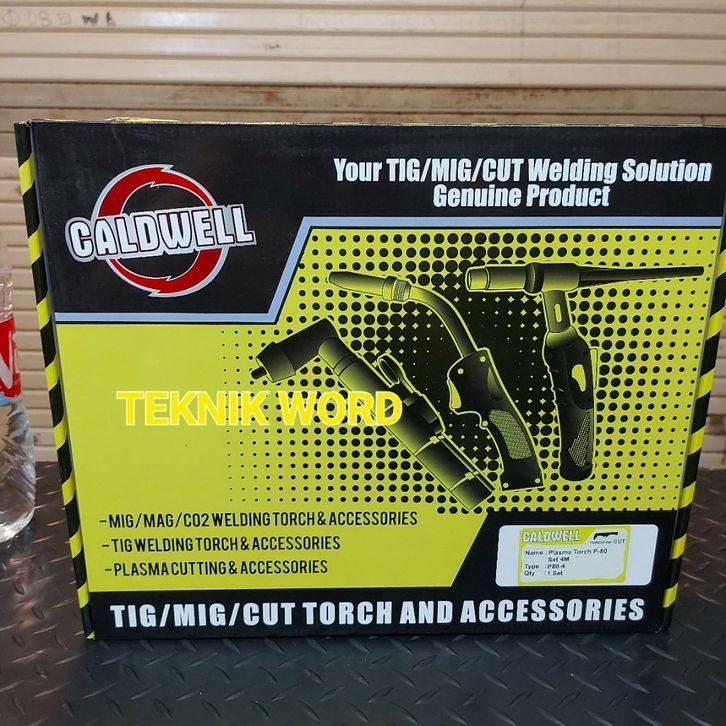 Your TIG/MIG/CUT Welding Solution
Genuine Product
CALDWELL
TEKNIK WORD
-MIG/MAG/CO2 WELDING TORCH & ACCESSORIES
-TIG WELDING TORCH & ACCESSORIES
-PLASMA CUTTING & ACCESSORIES
CALDWELL TORCH for CUT
Name : Plasma Torch P-80
Set 4M
Type : P80-4
Qty : 1 Set
TIG/MIG/CUT TORCH AND ACCESSORIES